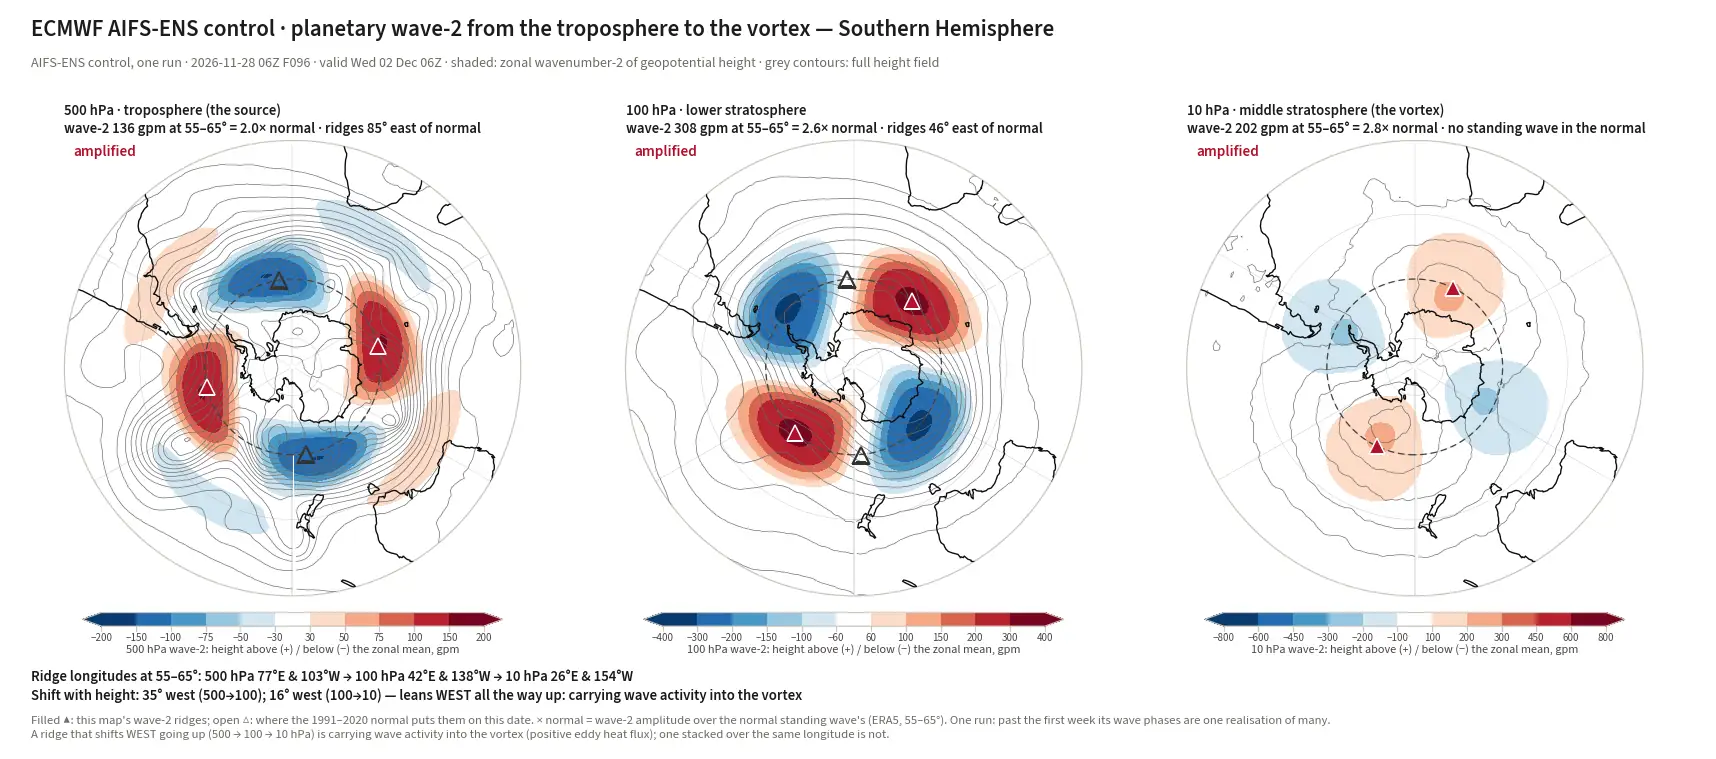 ECMWF AIFS-ENS control · planetary wave-2 from the troposphere to the vortex — Southern Hemisphere
AIFS-ENS control, one run · 2026-11-28 06Z F096 · valid Wed 02 Dec 06Z · shaded: zonal wavenumber-2 of geopotential height · grey contours: full height field
500 hPa · troposphere (the source)
wave-2 136 gpm at 55–65° = 2.0× normal · ridges 85° east of normal
amplified
100 hPa · lower stratosphere
wave-2 308 gpm at 55–65° = 2.6× normal · ridges 46° east of normal
amplified
10 hPa · middle stratosphere (the vortex)
wave-2 202 gpm at 55–65° = 2.8× normal · no standing wave in the normal
amplified
−200 −150 −100 −75 −50 −30 30 50 75 100 150 200
500 hPa wave-2: height above (+) / below (−) the zonal mean, gpm
−400 −300 −200 −150 −100 −60 60 100 150 200 300 400
100 hPa wave-2: height above (+) / below (−) the zonal mean, gpm
−800 −600 −450 −300 −200 −100 100 200 300 450 600 800
10 hPa wave-2: height above (+) / below (−) the zonal mean, gpm
Ridge longitudes at 55–65°: 500 hPa 77°E & 103°W → 100 hPa 42°E & 138°W → 10 hPa 26°E & 154°W
Shift with height: 35° west (500→100); 16° west (100→10) — leans WEST all the way up: carrying wave activity into the vortex
Filled ▲: this map's wave-2 ridges; open △: where the 1991–2020 normal puts them on this date. × normal = wave-2 amplitude over the normal standing wave's (ERA5, 55–65°). One run: past the first week its wave phases are one realisation of many.
A ridge that shifts WEST going up (500 → 100 → 10 hPa) is carrying wave activity into the vortex (positive eddy heat flux); one stacked over the same longitude is not.